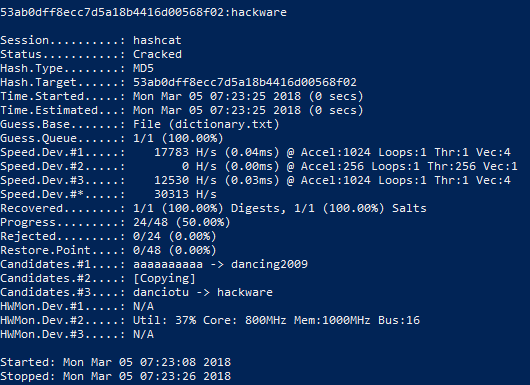 53ab0dff8ecc7d5a18b4416d00568f02:hackware
Session..........: hashcat
Status...........: Cracked
Hash.Type........: MD5
Hash.Target......: 53ab0dff8ecc7d5a18b4416d00568f02
Time.Started.....: Mon Mar 05 07:23:25 2018 (0 secs)
Time.Estimated...: Mon Mar 05 07:23:25 2018 (0 secs)
Guess.Base.......: File (dictionary.txt)
Guess.Queue......: 1/1 (100.00%)
Speed.Dev.#1.....:    17783 H/s (0.04ms) @ Accel:1024 Loops:1 Thr:1 Vec:4
Speed.Dev.#2.....:        0 H/s (0.00ms) @ Accel:256 Loops:1 Thr:256 Vec:1
Speed.Dev.#3.....:    12530 H/s (0.03ms) @ Accel:1024 Loops:1 Thr:1 Vec:4
Speed.Dev.#*.....:    30313 H/s
Recovered........: 1/1 (100.00%) Digests, 1/1 (100.00%) Salts
Progress.........: 24/48 (50.00%)
Rejected.........: 0/24 (0.00%)
Restore.Point....: 0/48 (0.00%)
Candidates.#1....: aaaaaaaaaa -> dancing2009
Candidates.#2....: [Copying]
Candidates.#3....: danciotu -> hackware
HWMon.Dev.#1.....: N/A
HWMon.Dev.#2.....: Util: 37% Core: 800MHz Mem:1000MHz Bus:16
HWMon.Dev.#3.....: N/A
Started: Mon Mar 05 07:23:08 2018
Stopped: Mon Mar 05 07:23:26 2018